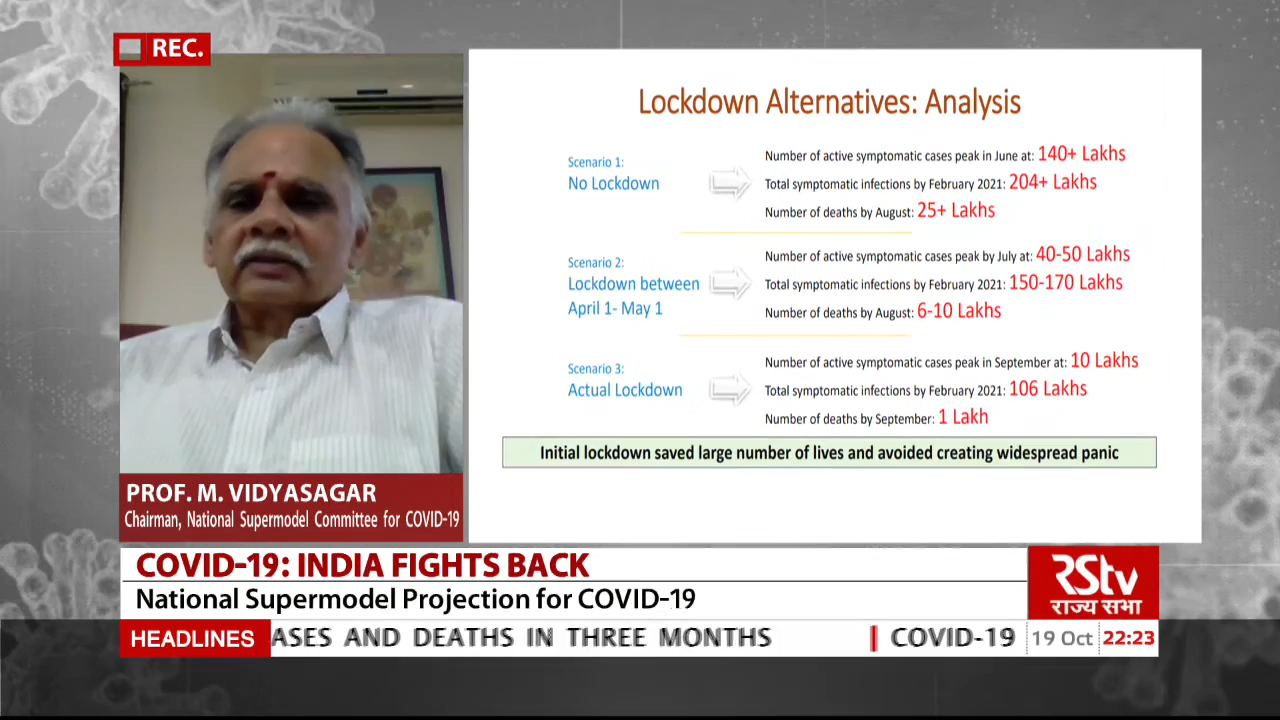 REC.
Lockdown Alternatives: Analysis
Scenario 1:
No Lockdown
Number of active symptomatic cases peak in June at: 140+ Lakhs
Total symptomatic infections by February 2021: 204+ Lakhs
Number of deaths by August: 25+ Lakhs
Scenario 2:
Lockdown between
April 1- May 1
Number of active symptomatic cases peak by July at: 40-50 Lakhs
Total symptomatic infections by February 2021: 150-170 Lakhs
Number of deaths by August: 6-10 Lakhs
Scenario 3:
Actual Lockdown
Number of active symptomatic cases peak in September at: 10 Lakhs
Total symptomatic infections by February 2021: 106 Lakhs
Number of deaths by September: 1 Lakh
Initial lockdown saved large number of lives and avoided creating widespread panic
PROF. M. VIDYASAGAR
Chairman, National Supermodel Committee for COVID-19
COVID-19: INDIA FIGHTS BACK
National Supermodel Projection for COVID-19
RStv
राज्य सभा
HEADLINES ASES AND DEATHS IN THREE MONTHS | COVID-19 19 Oct 22:23